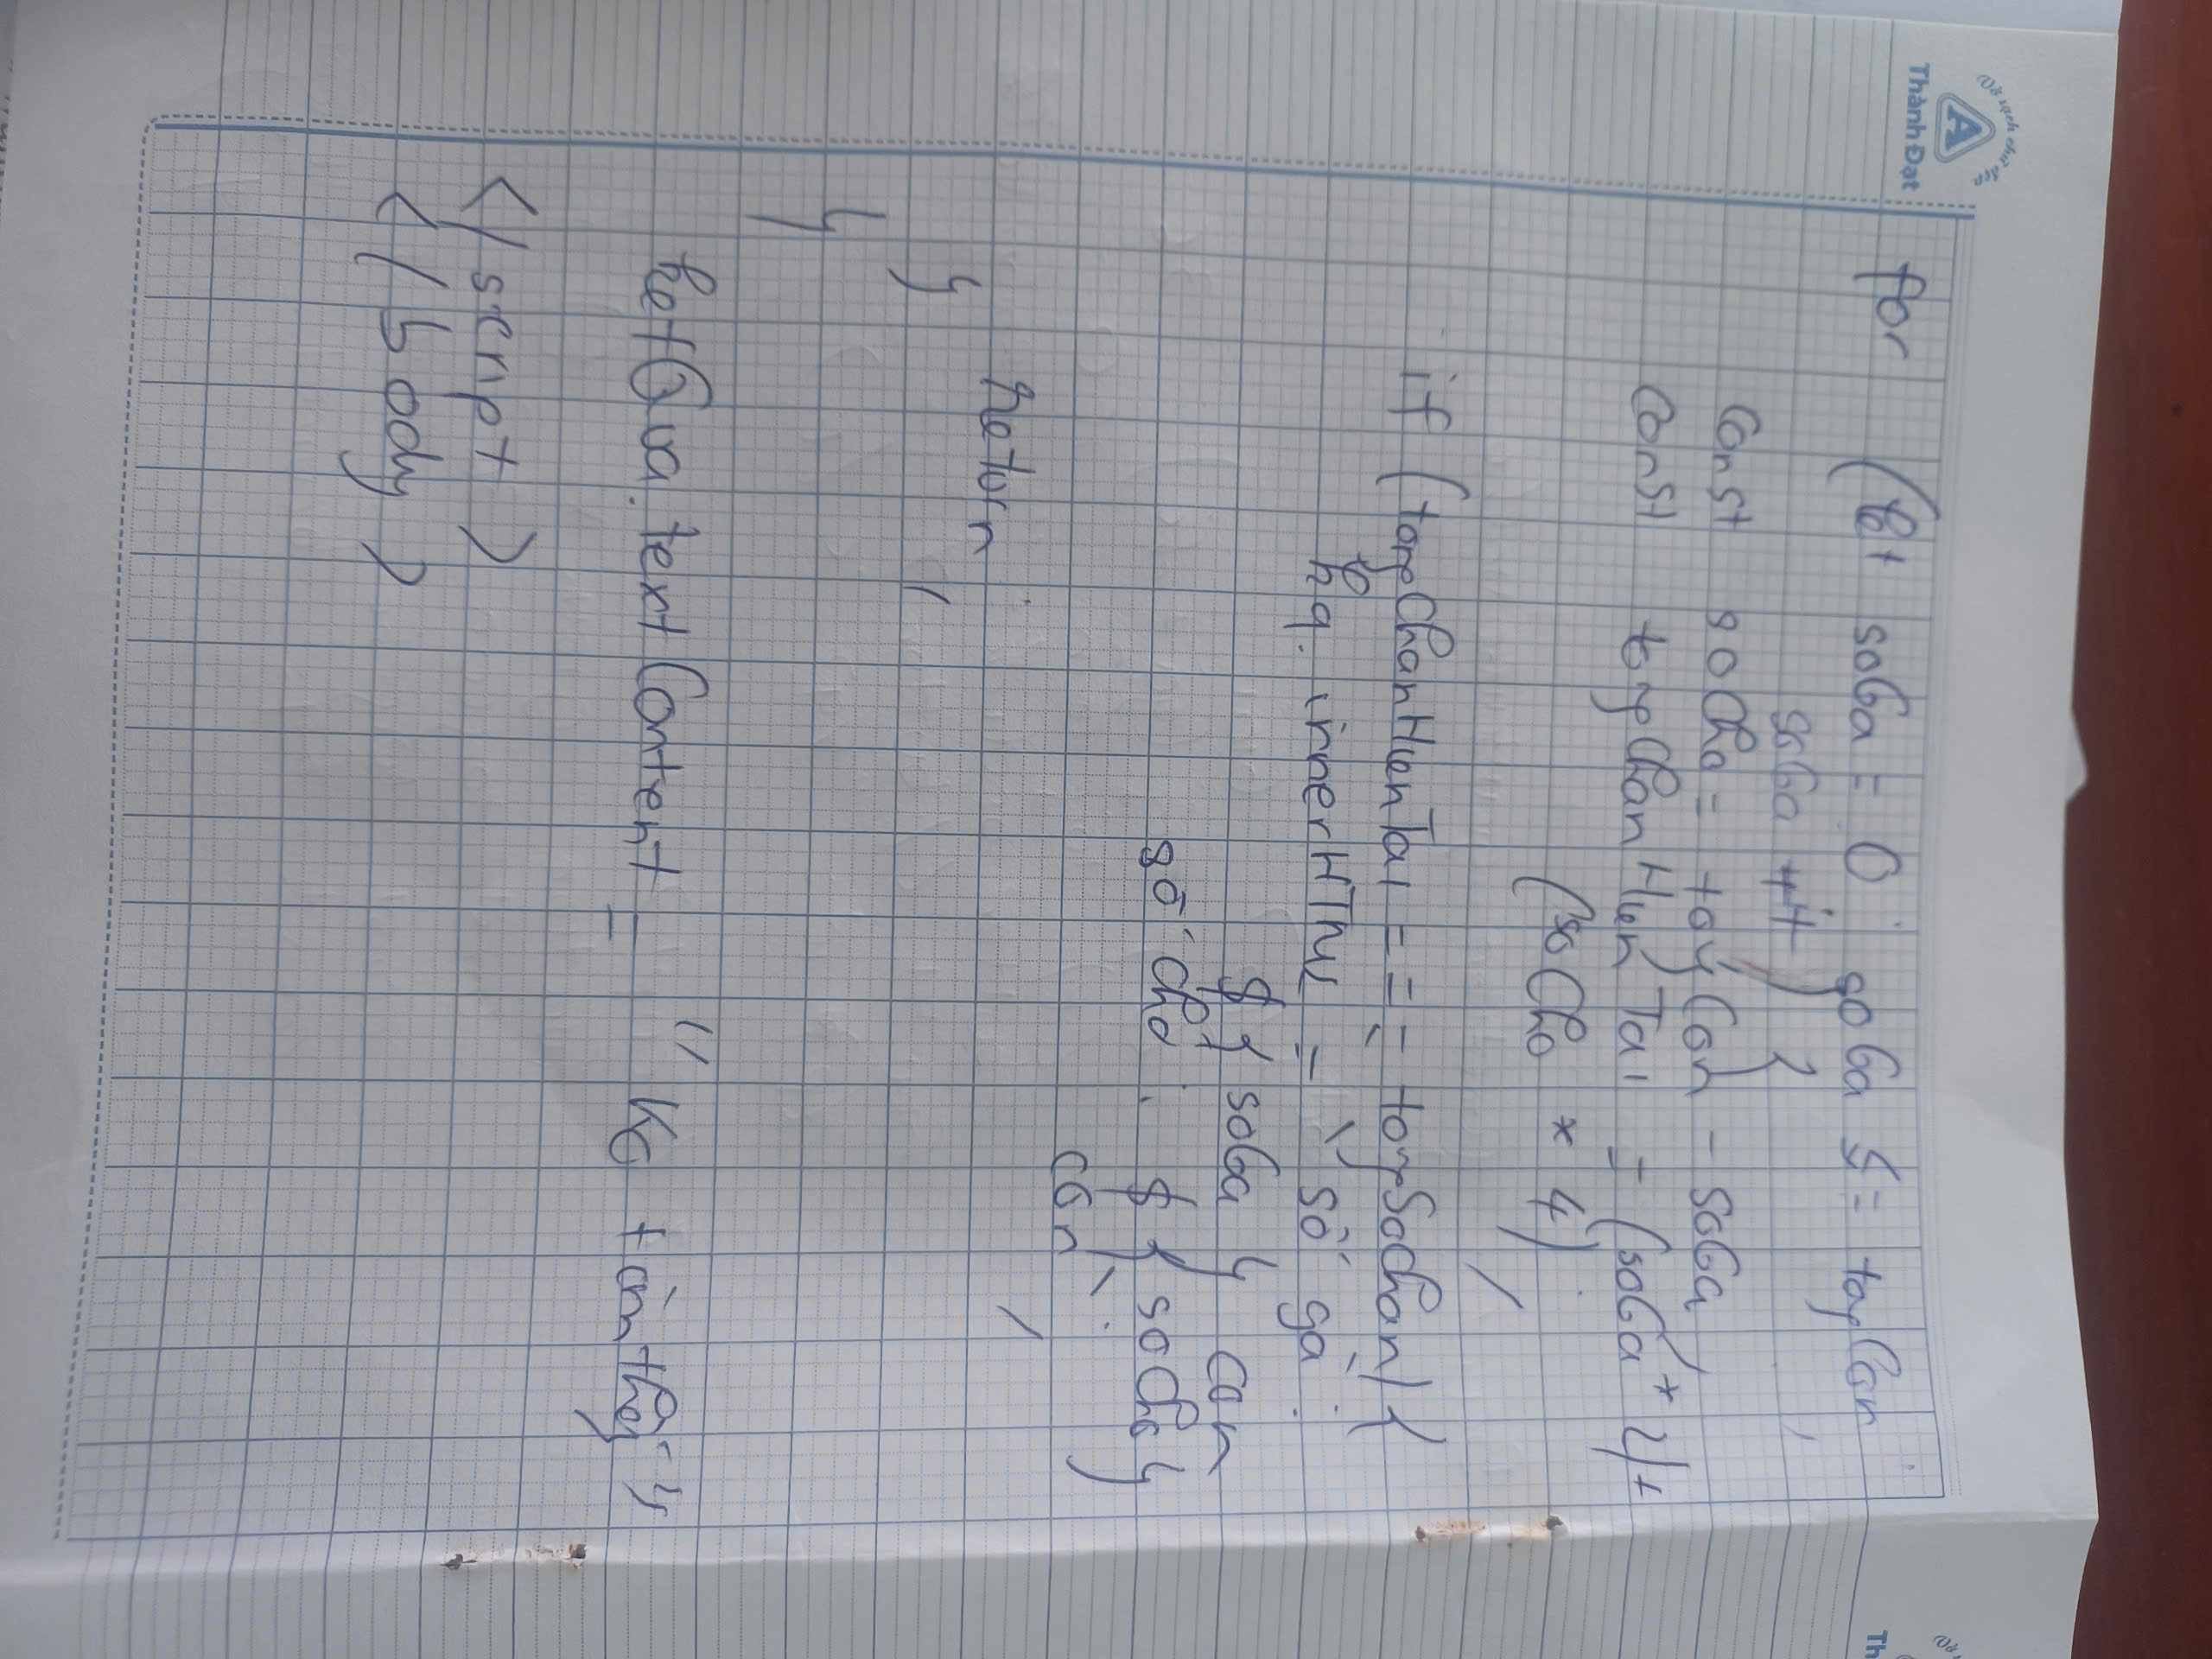 Vở sạch chữ đẹp
Thành Đạt
for (let soGa = 0; soGa <= tongCon;
soGa ++) {
const soCho = tongCon - soGa
const tongChanHienTai = (soGa * 2) +
(soCho * 4);
if (tongChanHienTai === tongSoChan) {
kq.innerHTML = `Số gà:
${soGa} con,
số chó: ${soCho}
con`;
return;
}
}
ketQua.textContent = "Ko tìm thấy";
</script>
</body>
Th